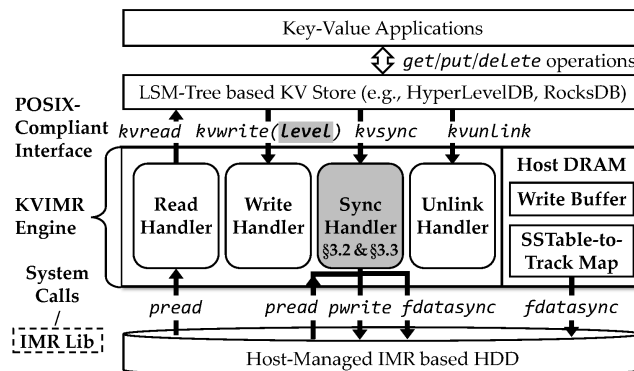 Key-Value Applications
get/put/delete operations
LSM-Tree based KV Store (e.g., HyperLevelDB, RocksDB)
POSIX-
Compliant
Interface
kvread kvwrite(level) kvsync kvunlink
KVIMR
Engine
Read
Handler
Write
Handler
Sync
Handler
§3.2 & §3.3
Unlink
Handler
Host DRAM
Write Buffer
SSTable-to-
Track Map
System
Calls
/
IMR Lib
pread pread pwrite fdatasync fdatasync
Host-Managed IMR based HDD